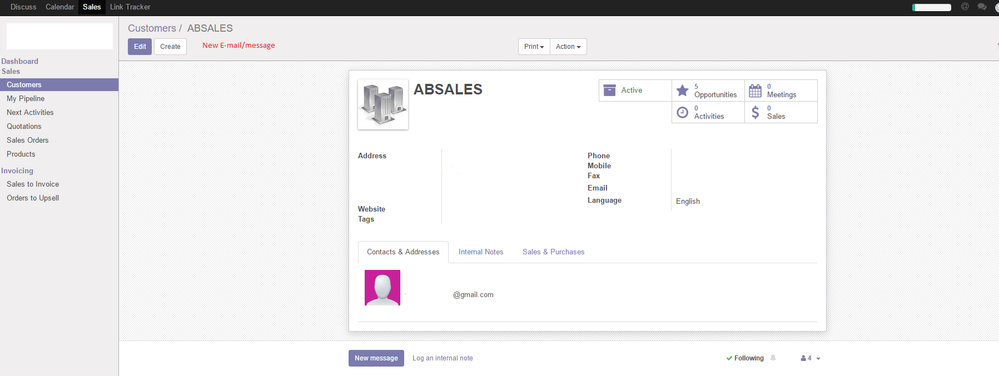 Discuss Calendar Sales Link Tracker
@
Customers / ABSALES
Edit Create New E-mail/message Print Action
Dashboard
Sales
Customers
My Pipeline
Next Activities
Quotations
Sales Orders
Products
Invoicing
Sales to Invoice
Orders to Upsell
ABSALES
Active
5
Opportunities
0
Meetings
0
Activities
$
0
Sales
Address
Website
Tags
Phone
Mobile
Fax
Email
Language English
Contacts & Addresses Internal Notes Sales & Purchases
@gmail.com
New message Log an internal note Following 4